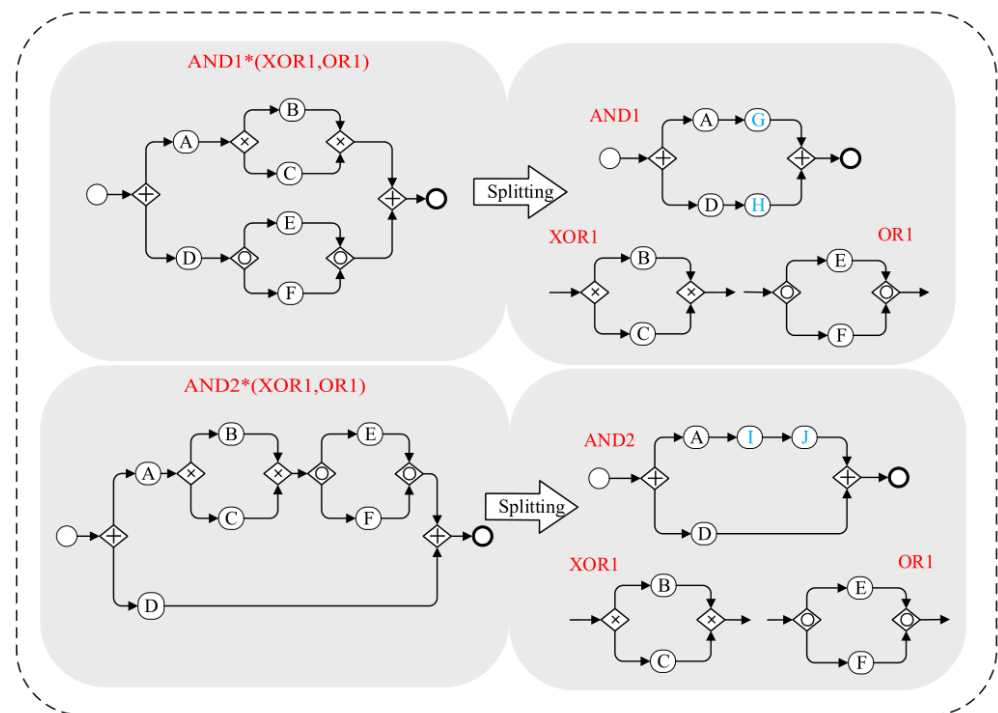 AND1*(XOR1,OR1)
B
A
C
E
D
F
Splitting
AND1
A
G
D
H
XOR1
OR1
B
E
C
F
AND2*(XOR1,OR1)
B
E
A
C
F
D
Splitting
AND2
A
I
J
D
XOR1
OR1
B
E
C
F